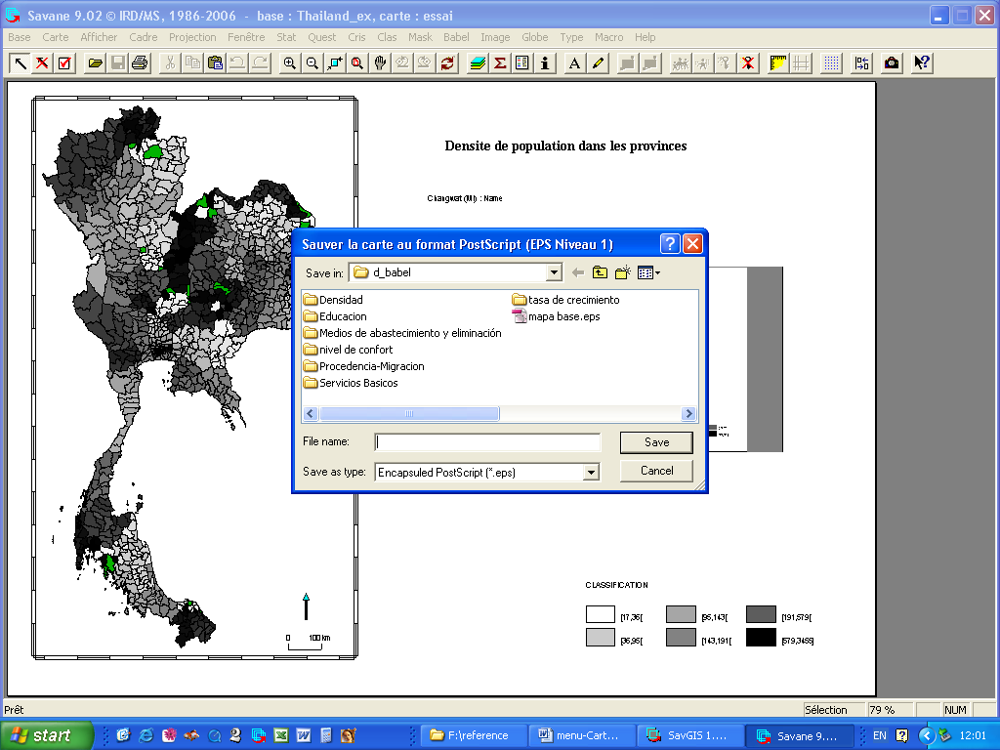 Savane 9.02 © IRD/MS, 1986-2006 - base : Thailand_ex, carte : essai
Base Carte Afficher Cadre Projection Fenêtre Stat Quest Cris Clas Mask Babel Image Globe Type Macro Help
Densite de population dans les provinces
Changwat (MI) : Name
Sauver la carte au format PostScript (EPS Niveau 1)
Save in: d_babel
Densidad
Educacion
Medios de abastecimiento y eliminación
nivel de confort
Procedencia-Migracion
Servicios Basicos
tasa de crecimiento
mapa base.eps
File name:
Save
Save as type: Encapsuled PostScript (*.eps)
Cancel
0 100 km
CLASSIFICATION
[17,36[ [95,143[ [191,579[
[36,95[ [143,191[ [579,3455]
Prêt
Sélection 79 % NUM
start
F:\reference
menu-Cart...
SavGIS 1....
Savane 9....
EN
12:01